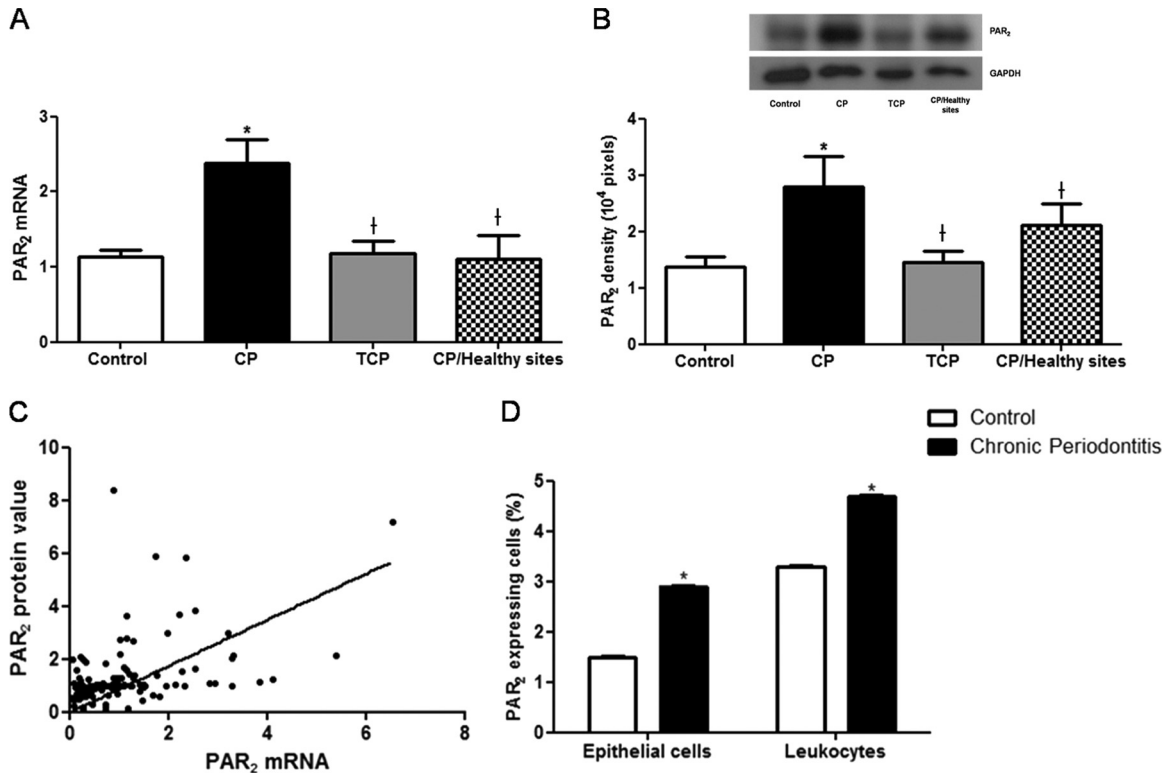 A
PAR2 mRNA
3
2
1
0
*
†
†
Control
CP
TCP
CP/Healthy sites
B
PAR2
GAPDH
Control
CP
TCP
CP/Healthy
sites
PAR2 density (10^4 pixels)
4
3
2
1
0
*
†
†
Control
CP
TCP
CP/Healthy sites
C
PAR2 protein value
10
8
6
4
2
0
0
2
4
6
8
PAR2 mRNA
D
Control
Chronic Periodontitis
PAR2 expressing cells (%)
5
4
3
2
1
0
*
*
Epithelial cells
Leukocytes